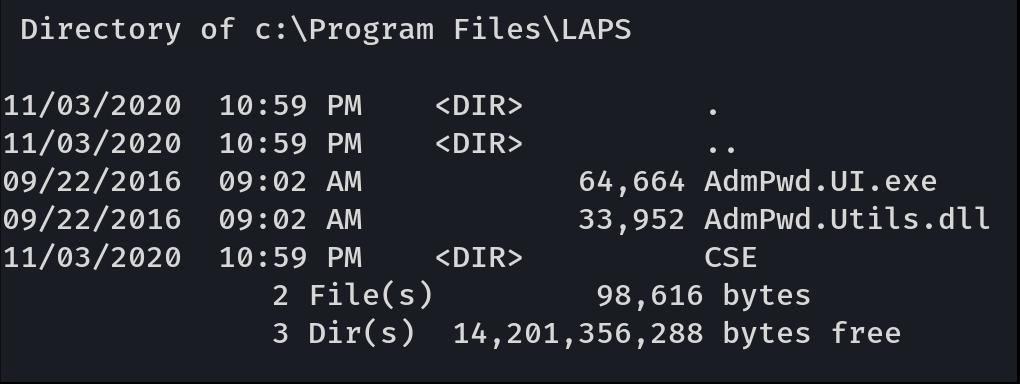 Directory of c:\Program Files\LAPS
11/03/2020  10:59 PM    <DIR>          .
11/03/2020  10:59 PM    <DIR>          ..
09/22/2016  09:02 AM            64,664 AdmPwd.UI.exe
09/22/2016  09:02 AM            33,952 AdmPwd.Utils.dll
11/03/2020  10:59 PM    <DIR>          CSE
2 File(s)         98,616 bytes
3 Dir(s)  14,201,356,288 bytes free